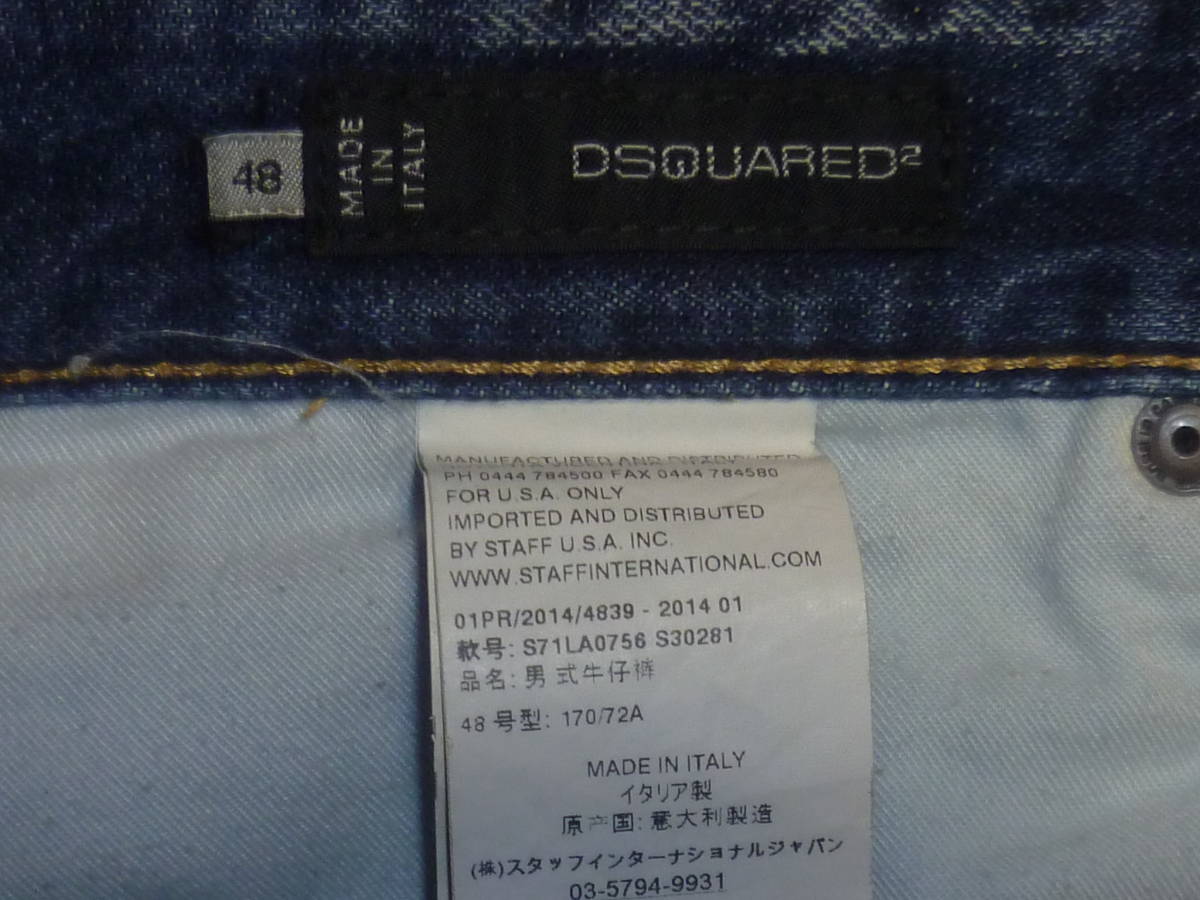 48
MADE
IN
ITALY
DSQUARED2
MANUFACTURED AND DISTRIBUTED
PH 0444 784500 FAX 0444 784580
FOR U.S.A. ONLY
IMPORTED AND DISTRIBUTED
BY STAFF U.S.A. INC.
WWW.STAFFINTERNATIONAL.COM
01PR/2014/4839 - 2014 01
款号: S71LA0756 S30281
品名: 男式牛仔裤
48 号型: 170/72A
MADE IN ITALY
イタリア製
原产国: 意大利製造
(株)スタッフインターナショナルジャパン
03-5794-9931